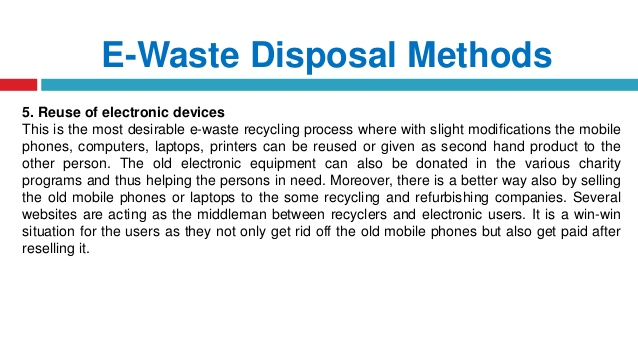 E-Waste Disposal Methods
5. Reuse of electronic devices
This is the most desirable e-waste recycling process where with slight modifications the mobile
phones, computers, laptops, printers can be reused or given as second hand product to the
other person. The old electronic equipment can also be donated in the various charity
programs and thus helping the persons in need. Moreover, there is a better way also by selling
the old mobile phones or laptops to the some recycling and refurbishing companies. Several
websites are acting as the middleman between recyclers and electronic users. It is a win-win
situation for the users as they not only get rid off the old mobile phones but also get paid after
reselling it.